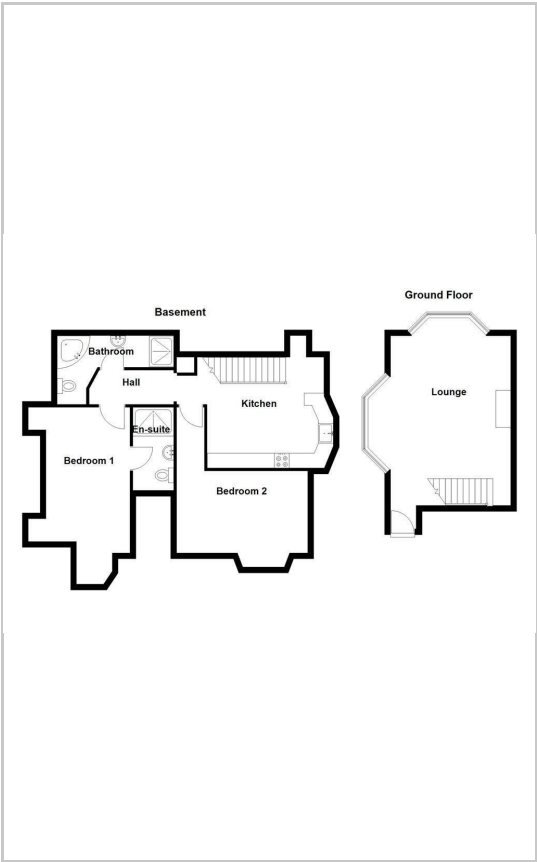 Ground Floor
Basement
Bathroom
Hall
Lounge
Kitchen
En-suite
Bedroom 1
Bedroom 2